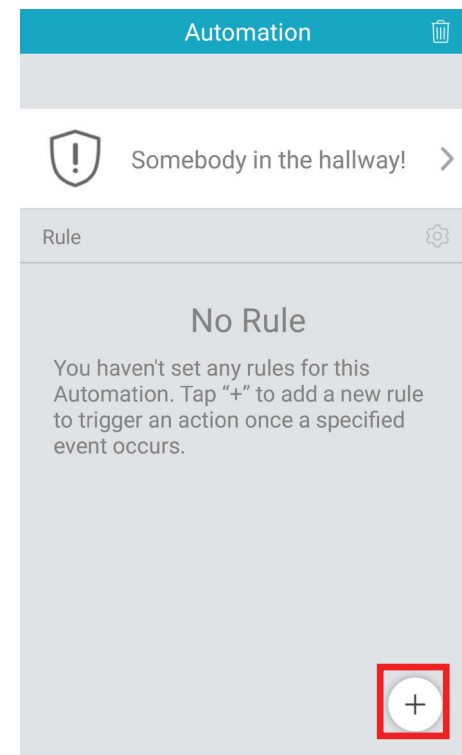 Automation
Somebody in the hallway!
Rule
No Rule
You haven't set any rules for this
Automation. Tap “+” to add a new rule
to trigger an action once a specified
event occurs.
+